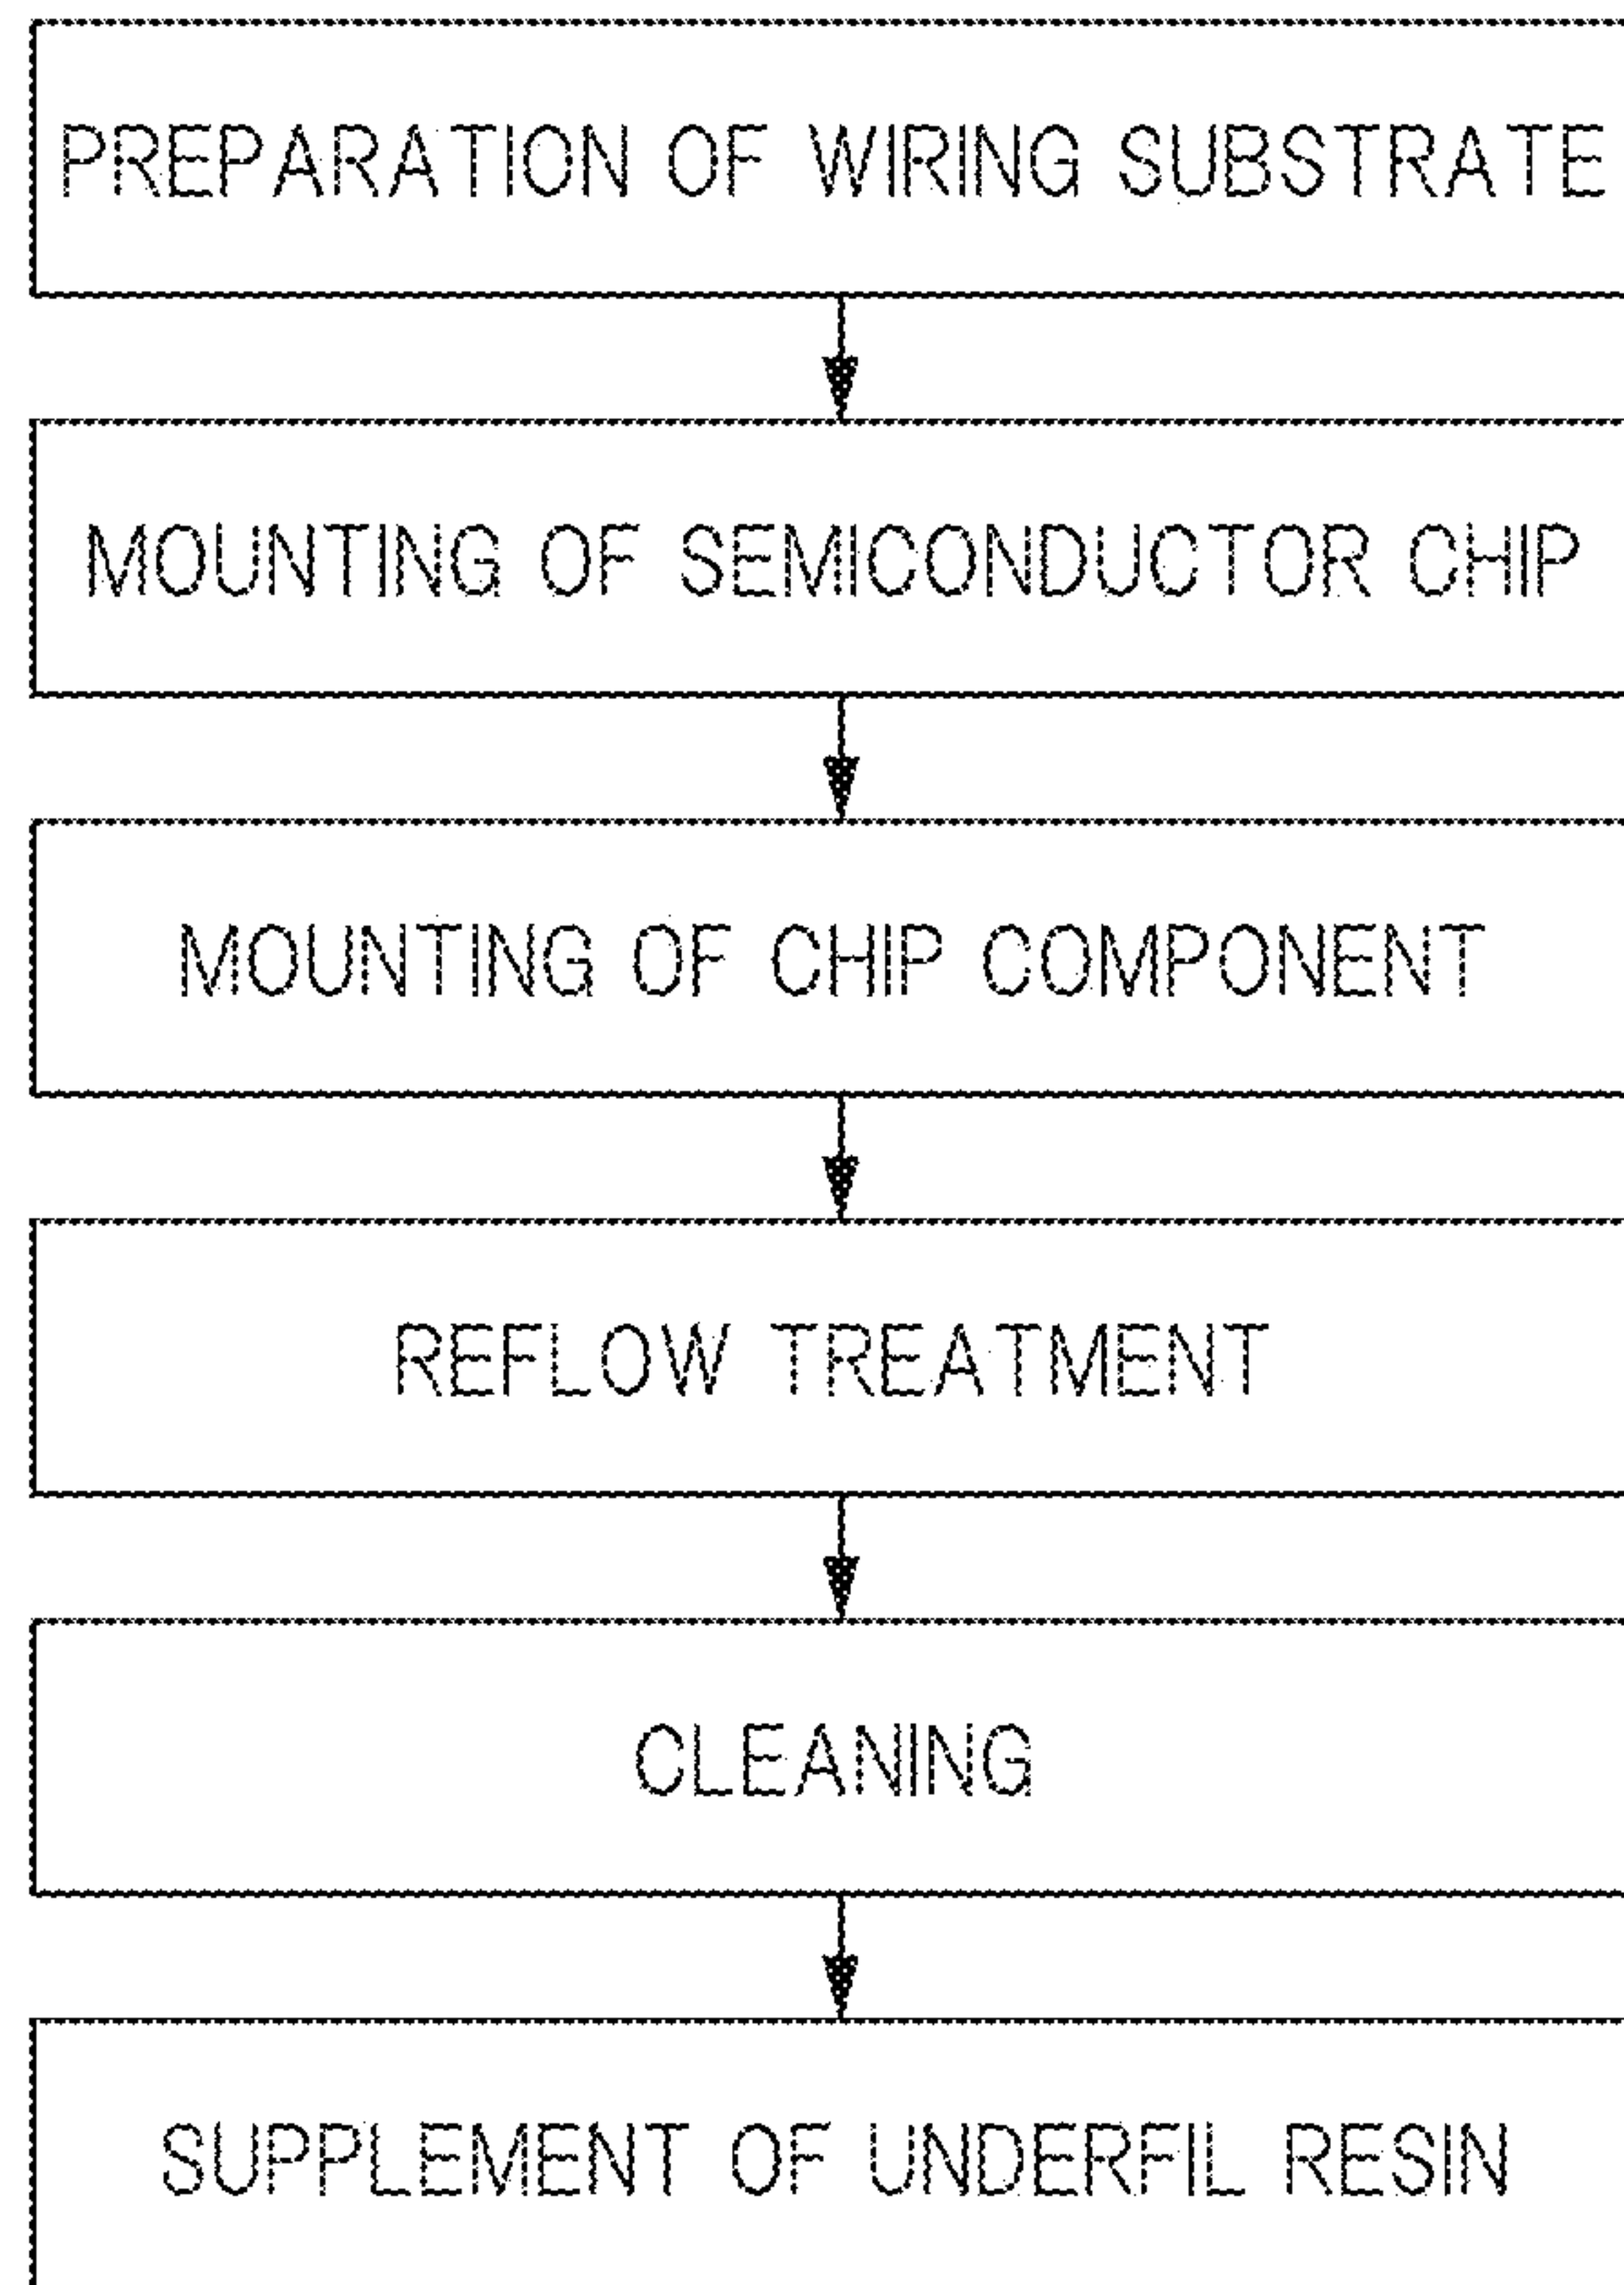 PREPARATION OF WIRING SUBSTRATE
MOUNTING OF SEMICONDUCTOR CHIP
MOUNTING OF CHIP COMPONENT
REFLOW TREATMENT
CLEANING
SUPPLEMENT OF UNDERFIL RESIN